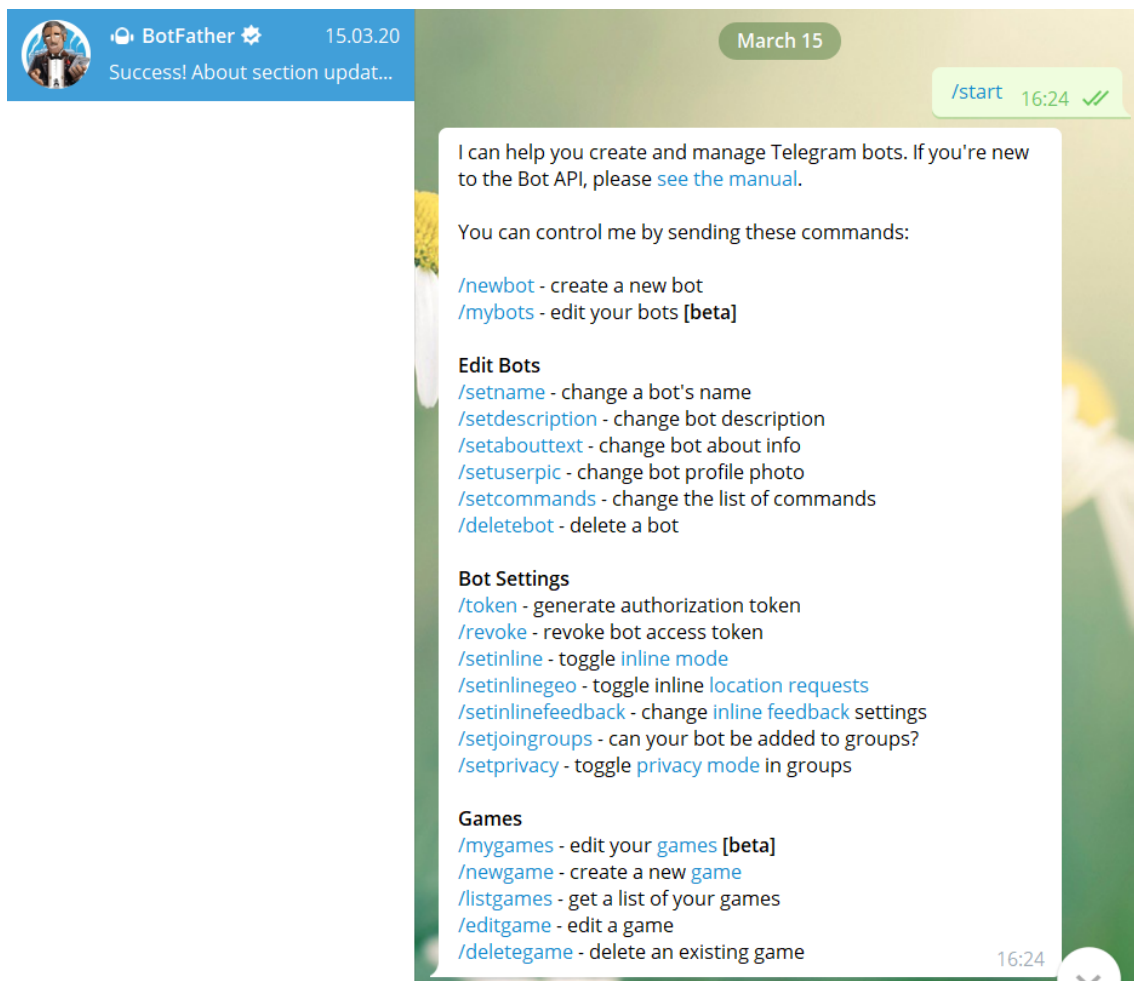 BotFather
15.03.20
Success! About section updat...
March 15
/start
16:24
I can help you create and manage Telegram bots. If you're new
to the Bot API, please see the manual.
You can control me by sending these commands:
/newbot - create a new bot
/mybots - edit your bots [beta]
Edit Bots
/setname - change a bot's name
/setdescription - change bot description
/setabouttext - change bot about info
/setuserpic - change bot profile photo
/setcommands - change the list of commands
/deletebot - delete a bot
Bot Settings
/token - generate authorization token
/revoke - revoke bot access token
/setinline - toggle inline mode
/setinlinegeo - toggle inline location requests
/setinlinefeedback - change inline feedback settings
/setjoingroups - can your bot be added to groups?
/setprivacy - toggle privacy mode in groups
Games
/mygames - edit your games [beta]
/newgame - create a new game
/listgames - get a list of your games
/editgame - edit a game
/deletegame - delete an existing game
16:24